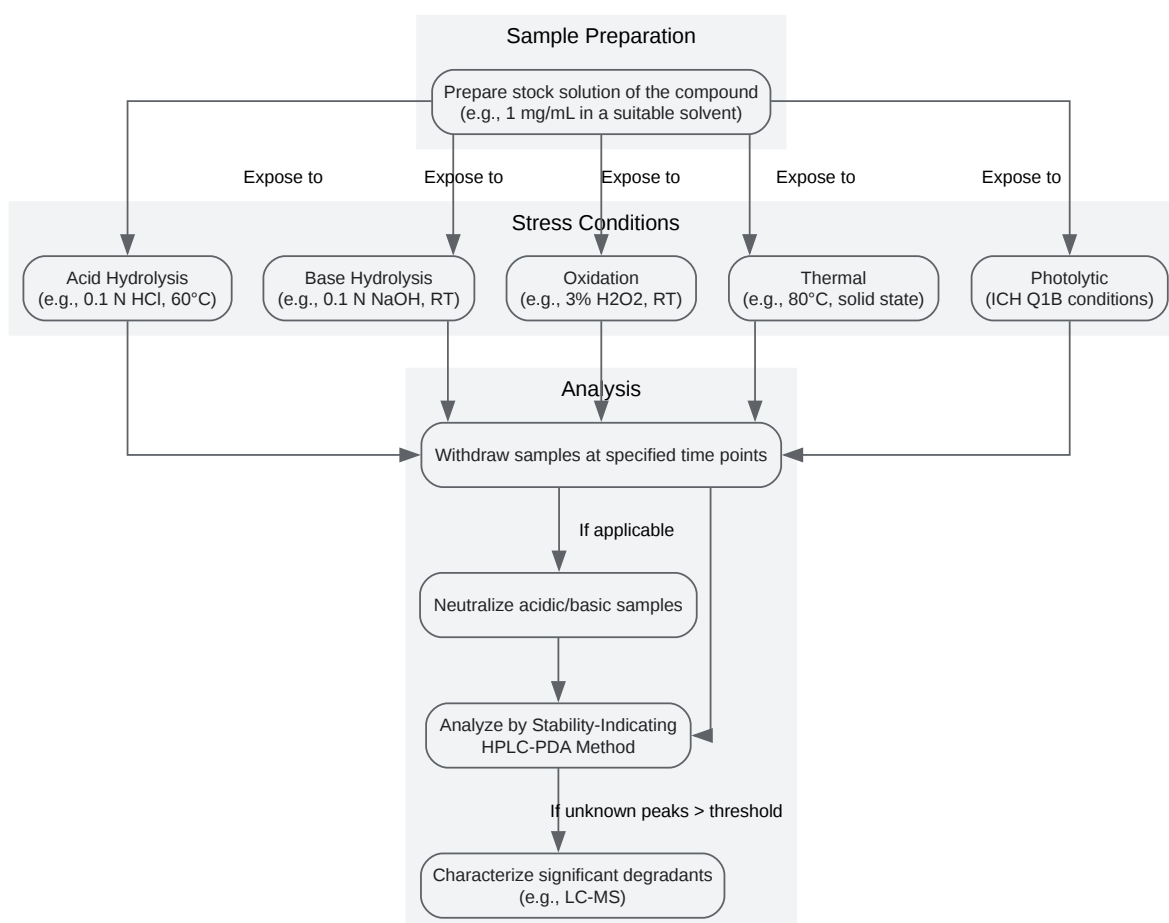 Sample Preparation
Prepare stock solution of the compound
(e.g., 1 mg/mL in a suitable solvent)
Expose to
Expose to
Expose to
Expose to
Expose to
Stress Conditions
Acid Hydrolysis
(e.g., 0.1 N HCl, 60°C)
Base Hydrolysis
(e.g., 0.1 N NaOH, RT)
Oxidation
(e.g., 3% H2O2, RT)
Thermal
(e.g., 80°C, solid state)
Photolytic
(ICH Q1B conditions)
Analysis
Withdraw samples at specified time points
If applicable
Neutralize acidic/basic samples
Analyze by Stability-Indicating
HPLC-PDA Method
If unknown peaks > threshold
Characterize significant degradants
(e.g., LC-MS)